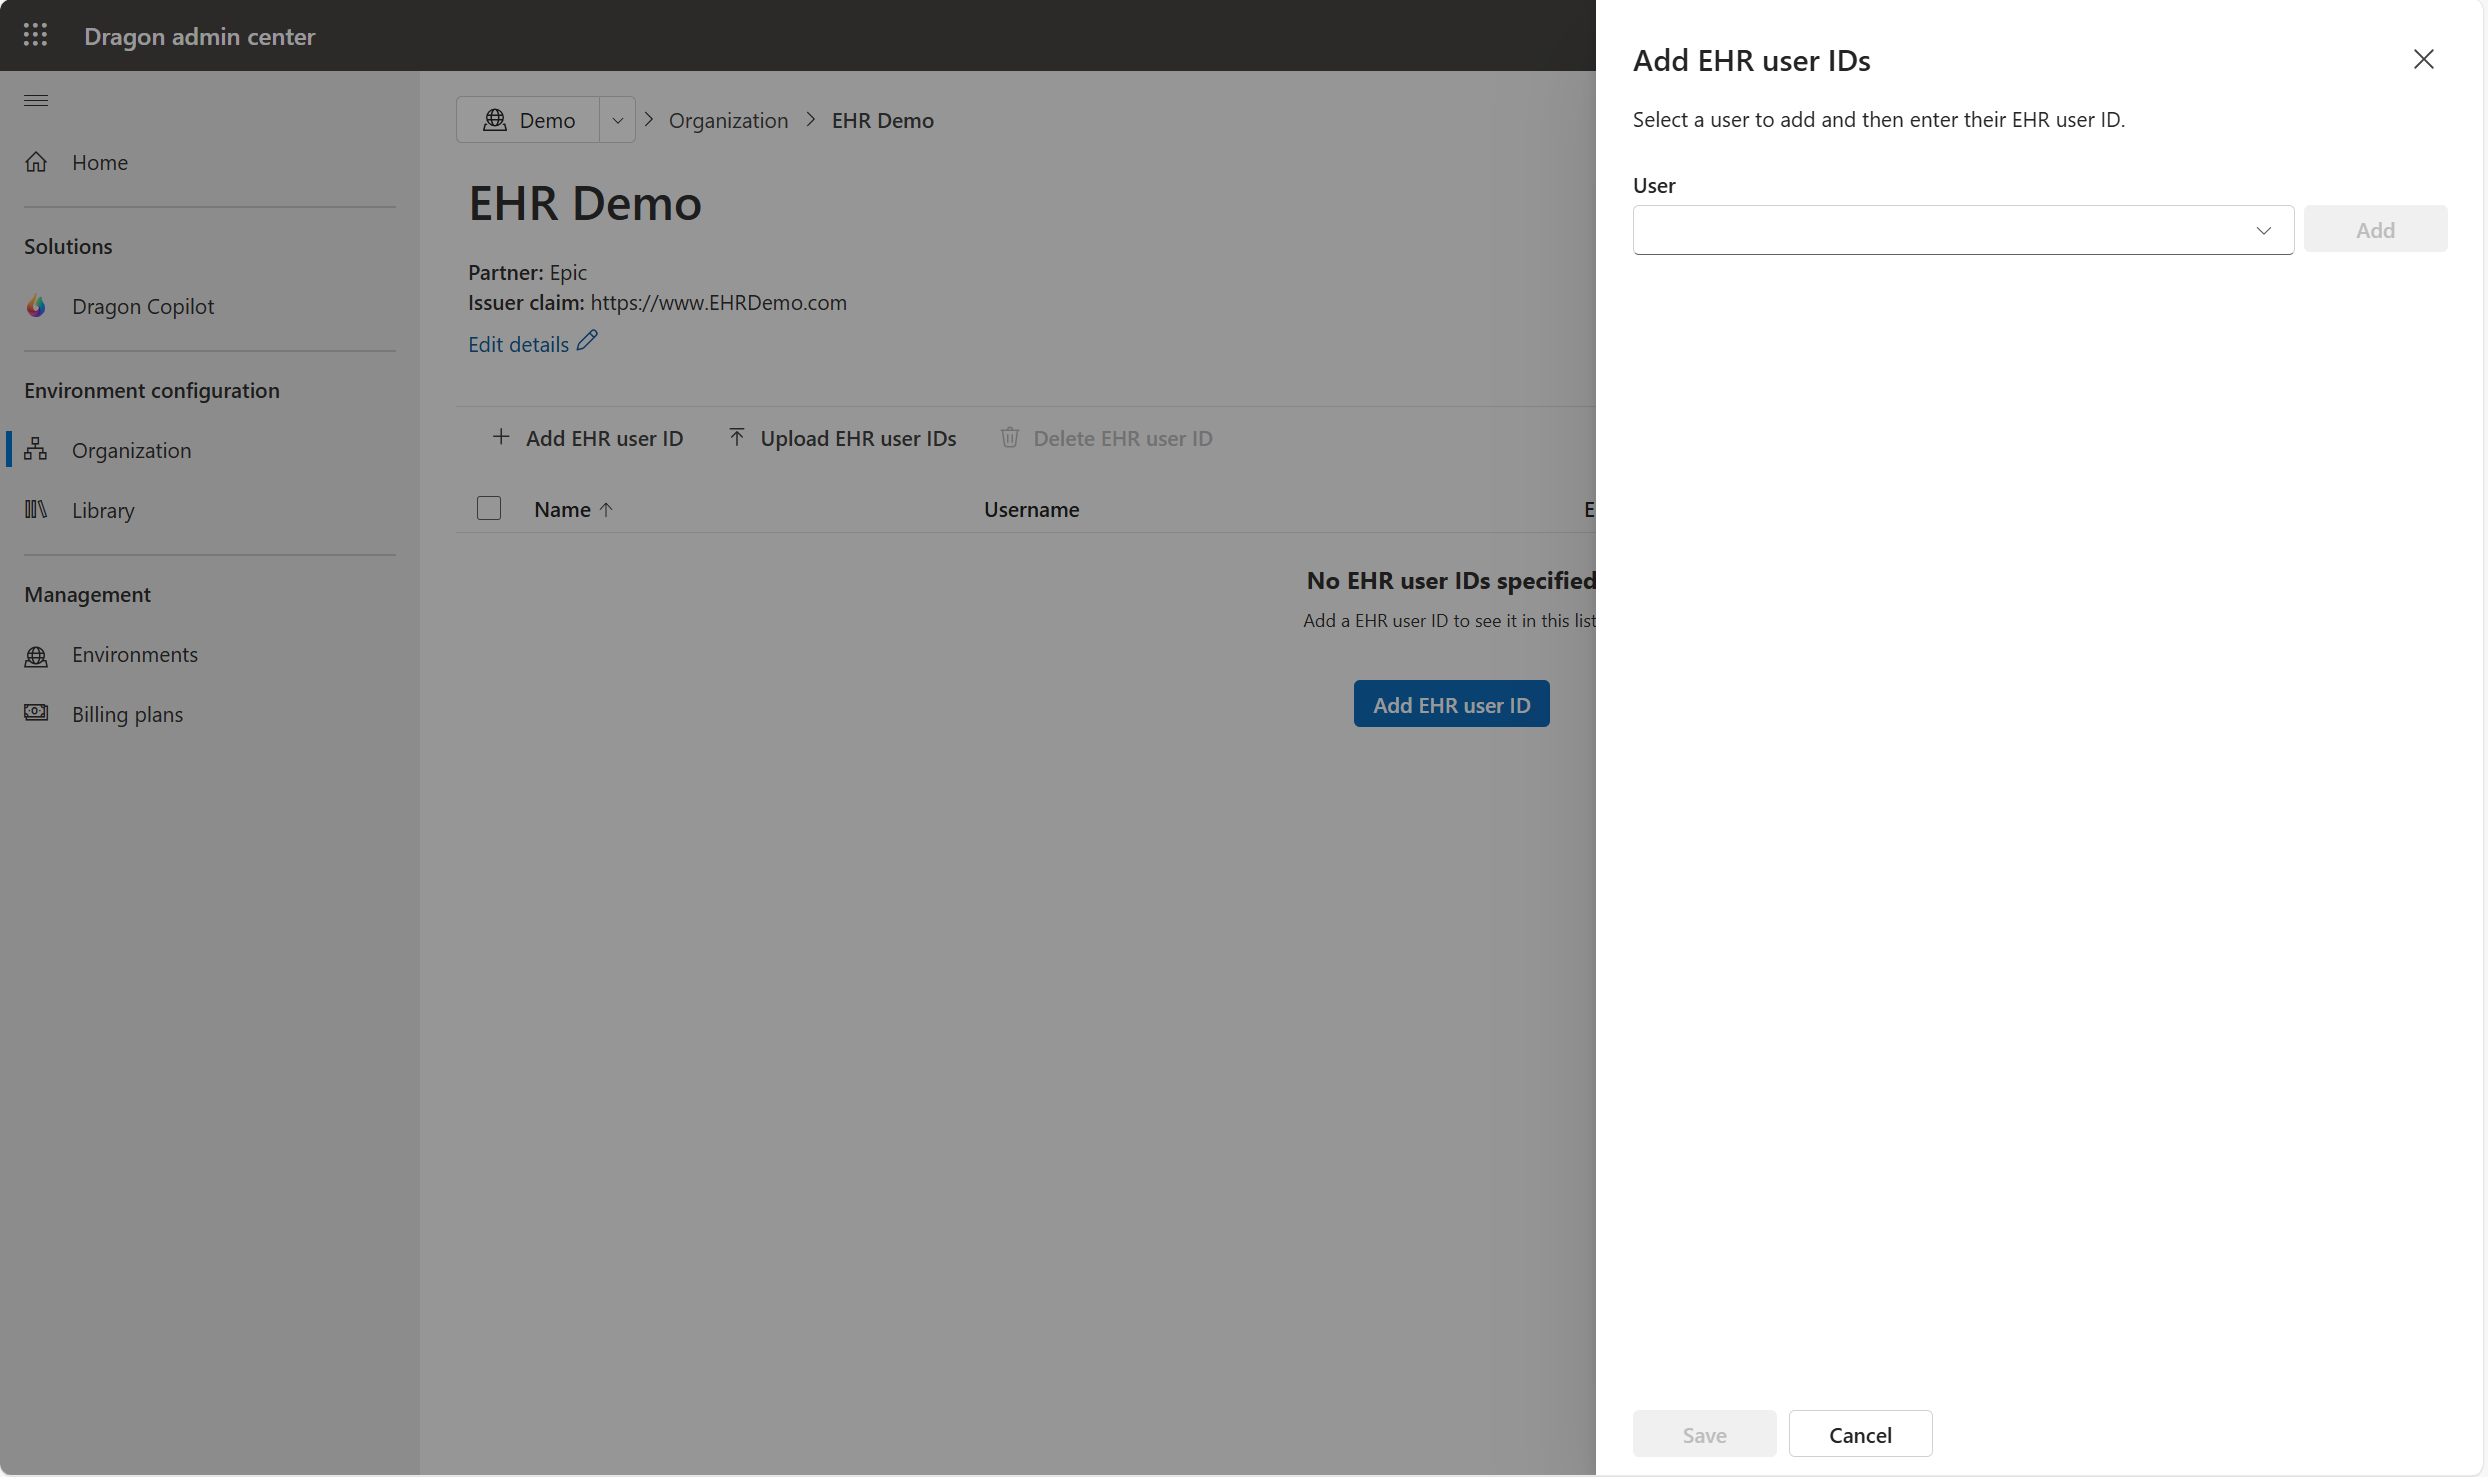 Dragon admin center
Home
Solutions
Dragon Copilot
Environment configuration
Organization
Library
Management
Environments
Billing plans
Demo > Organization > EHR Demo
EHR Demo
Partner: Epic
Issuer claim: https://www.EHRDemo.com
Edit details
Add EHR user ID Upload EHR user IDs Delete EHR user ID
Name ↑ Username E
No EHR user IDs specified
Add a EHR user ID to see it in this list
Add EHR user ID
Add EHR user IDs
Select a user to add and then enter their EHR user ID.
User
Add
Save Cancel